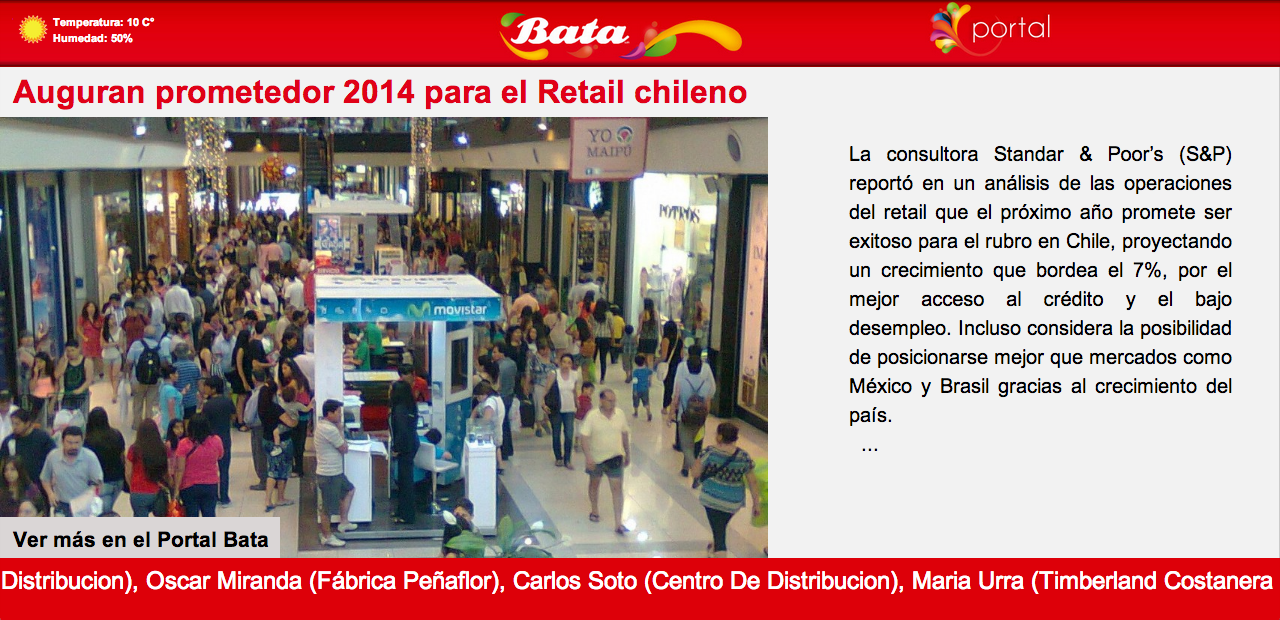 Temperatura: 10 Cº
Humedad: 50%
Bata
portal
Auguran prometedor 2014 para el Retail chileno
YO
MAIPÚ
movistar
La consultora Standar & Poor’s (S&P)
reportó en un análisis de las operaciones
del retail que el próximo año promete ser
exitoso para el rubro en Chile, proyectando
un crecimiento que bordea el 7%, por el
mejor acceso al crédito y el bajo
desempleo. Incluso considera la posibilidad
de posicionarse mejor que mercados como
México y Brasil gracias al crecimiento del
país.
...
Ver más en el Portal Bata
Distribucion), Oscar Miranda (Fábrica Peñaflor), Carlos Soto (Centro De Distribucion), Maria Urra (Timberland Costanera